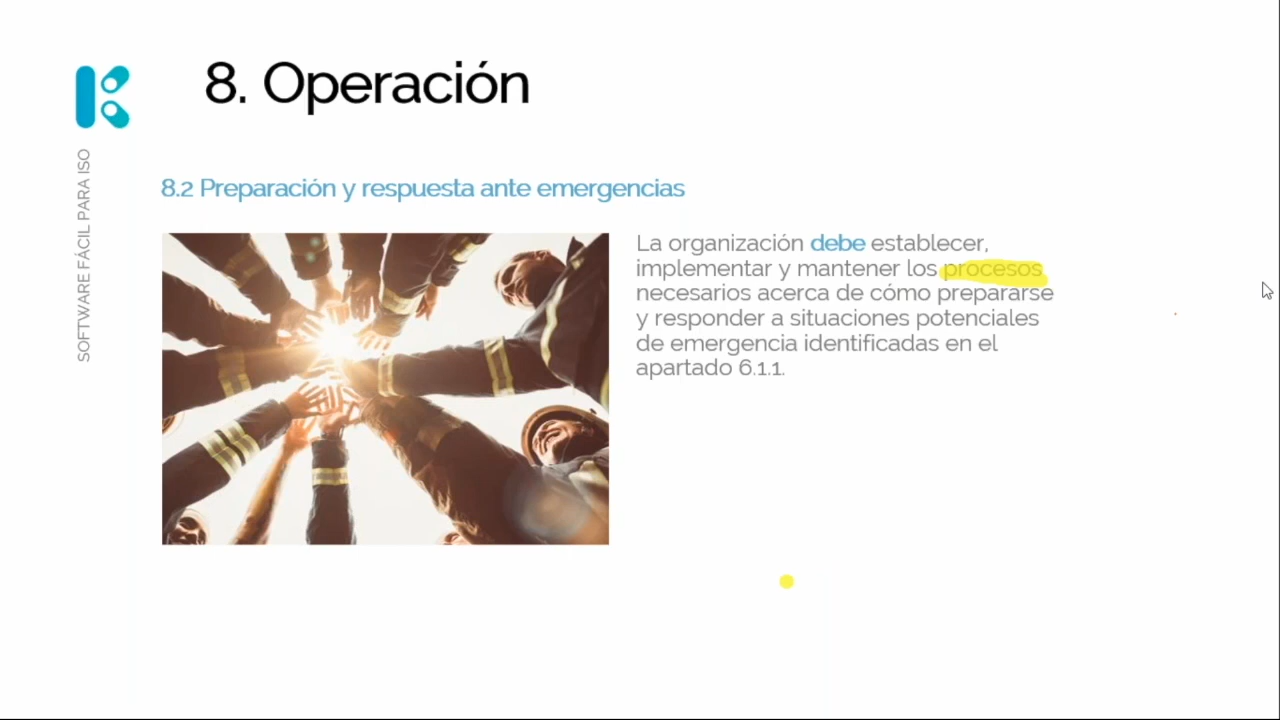 8. Operación
SOFTWARE FÁCIL PARA ISO
8.2 Preparación y respuesta ante emergencias
La organización debe establecer,
implementar y mantener los procesos
necesarios acerca de cómo prepararse
y responder a situaciones potenciales
de emergencia identificadas en el
apartado 6.1.1.